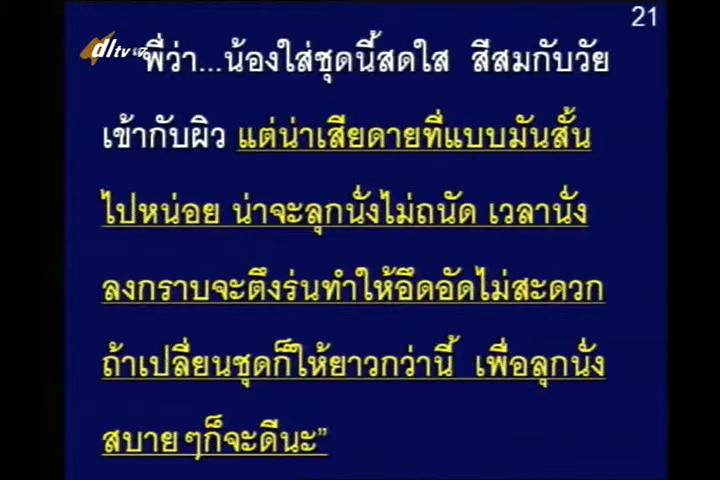 21
dltv
“พี่ว่า...น้องใส่ชุดนี้สดใส สีสมกับวัย
เข้ากับผิว แต่น่าเสียดายที่แบบมันสั้น
ไปหน่อย น่าจะลุกนั่งไม่ถนัด เวลานั่ง
ลงกราบจะตึงร่นทำให้อึดอัดไม่สะดวก
ถ้าเปลี่ยนชุดก็ให้ยาวกว่านี้ เพื่อลุกนั่ง
สบายๆก็จะดีนะ”